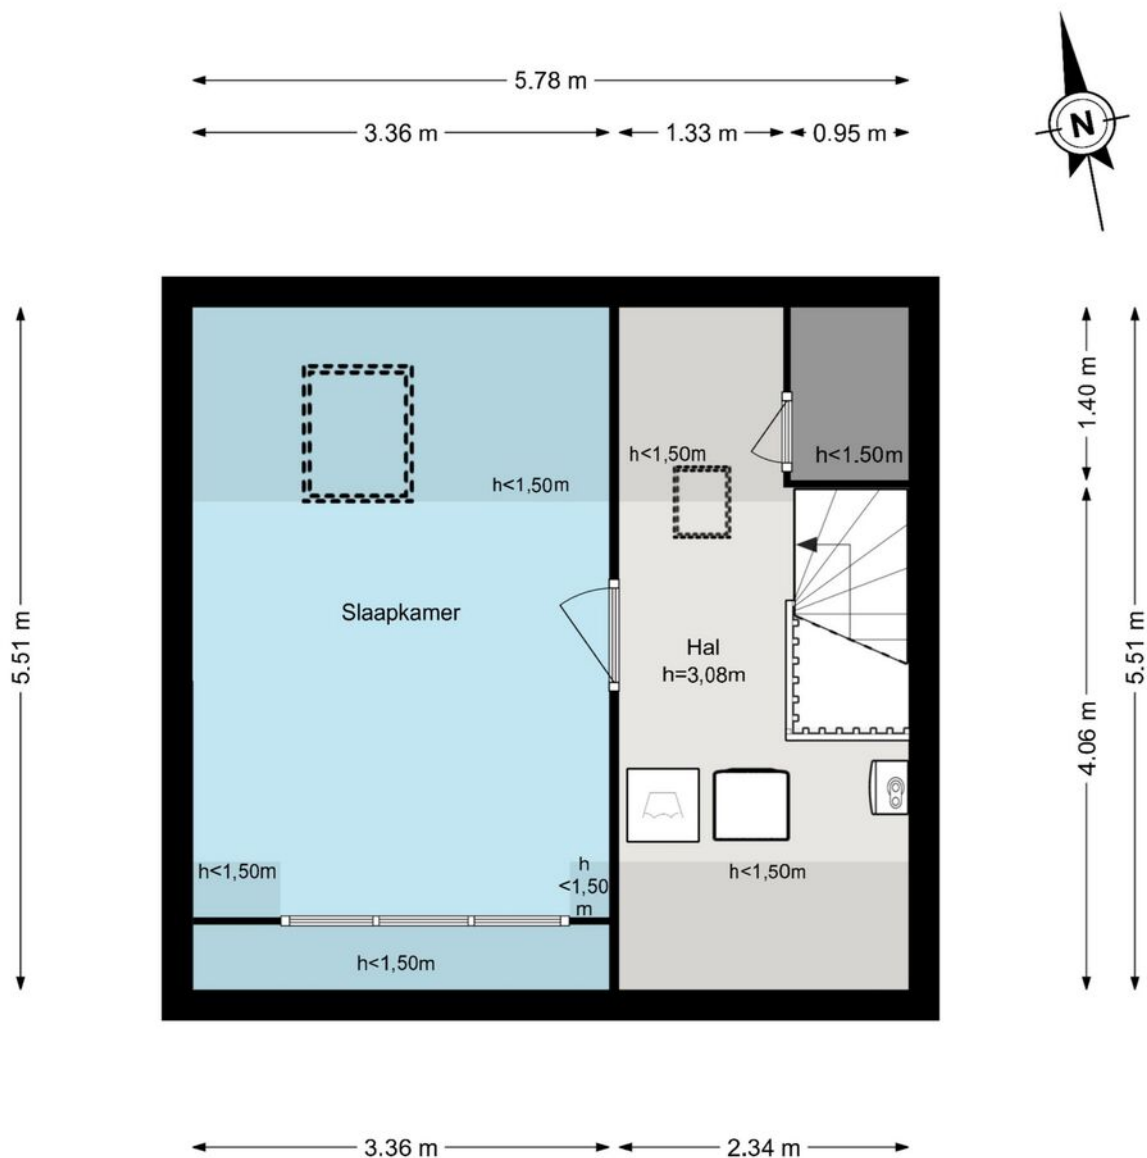 5.78 m
3.36 m
1.33 m
0.95 m
N
1.40 m
h<1,50m
h<1.50m
h<1,50m
5.51 m
Slaapkamer
Hal
h=3,08m
5.51 m
4.06 m
h<1,50m
h
<1,50
m
h<1,50m
h<1,50m
3.36 m
2.34 m